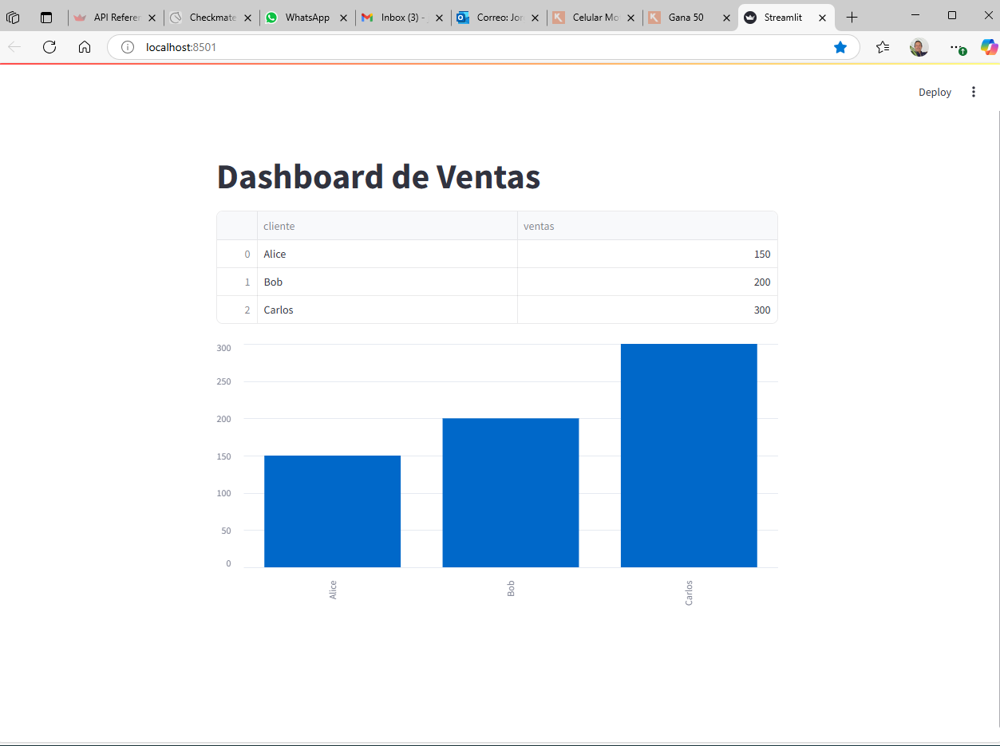 API Referen
Checkmate
WhatsApp
Inbox (3) -
Correo: Jor
Celular Mo
Gana 50
Streamlit
localhost:8501
Deploy
Dashboard de Ventas
cliente ventas
0 Alice 150
1 Bob 200
2 Carlos 300
300
250
200
150
100
50
0
Alice Bob Carlos